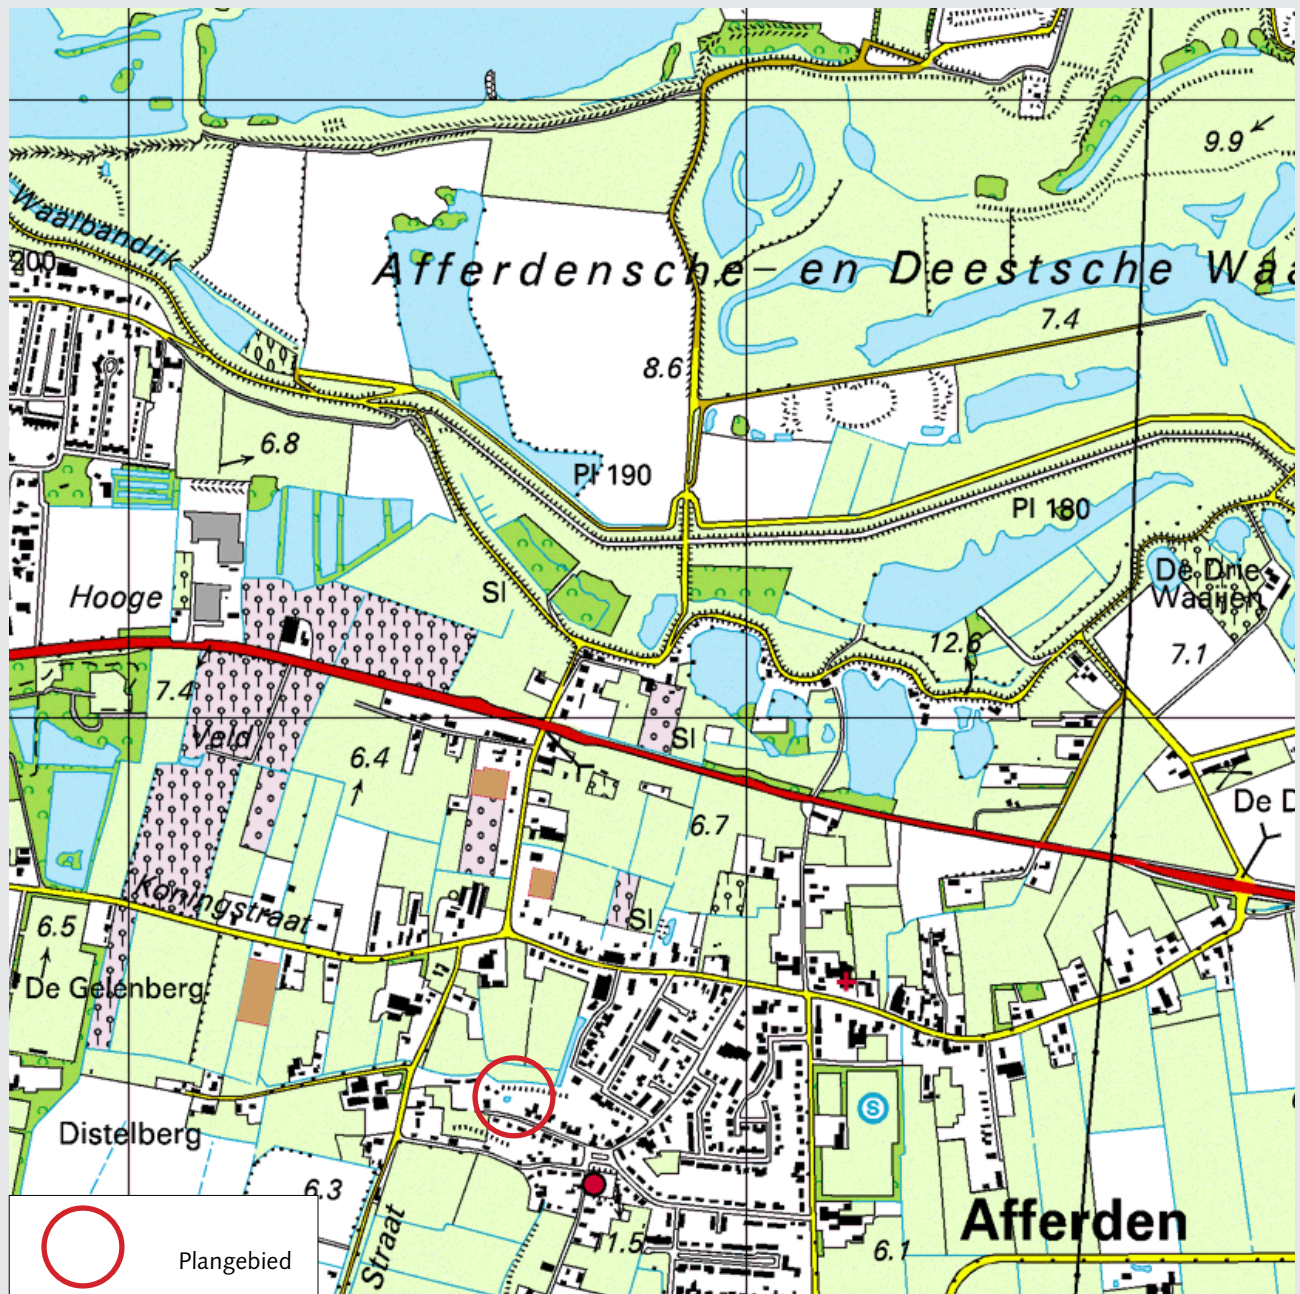 9.9
Waalbandijk
200
Afferdensche- en Deestsche Waa
7.4
8.6
6.8
Pl 190
Pl 180
De Drie
Waarjen
Hooge
Sl
12.6
7.1
7.4
Veld
Sl
6.4
De D
6.7
Koningstraat
6.5
Sl
De Gelenberg
S
Distelberg
6.3
Afferden
Straat
1.5
6.1
Plangebied